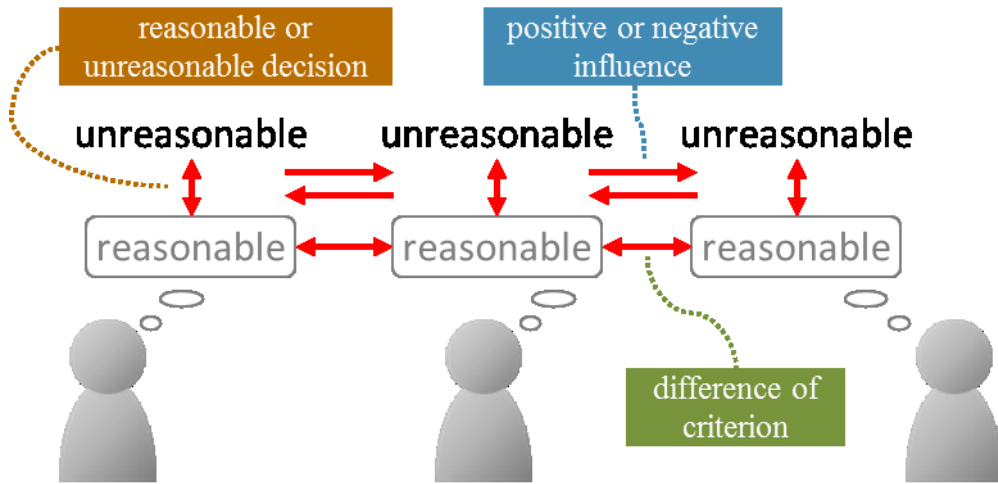 reasonable or
unreasonable decision
positive or negative
influence
unreasonable
unreasonable
unreasonable
reasonable
reasonable
reasonable
difference of
criterion